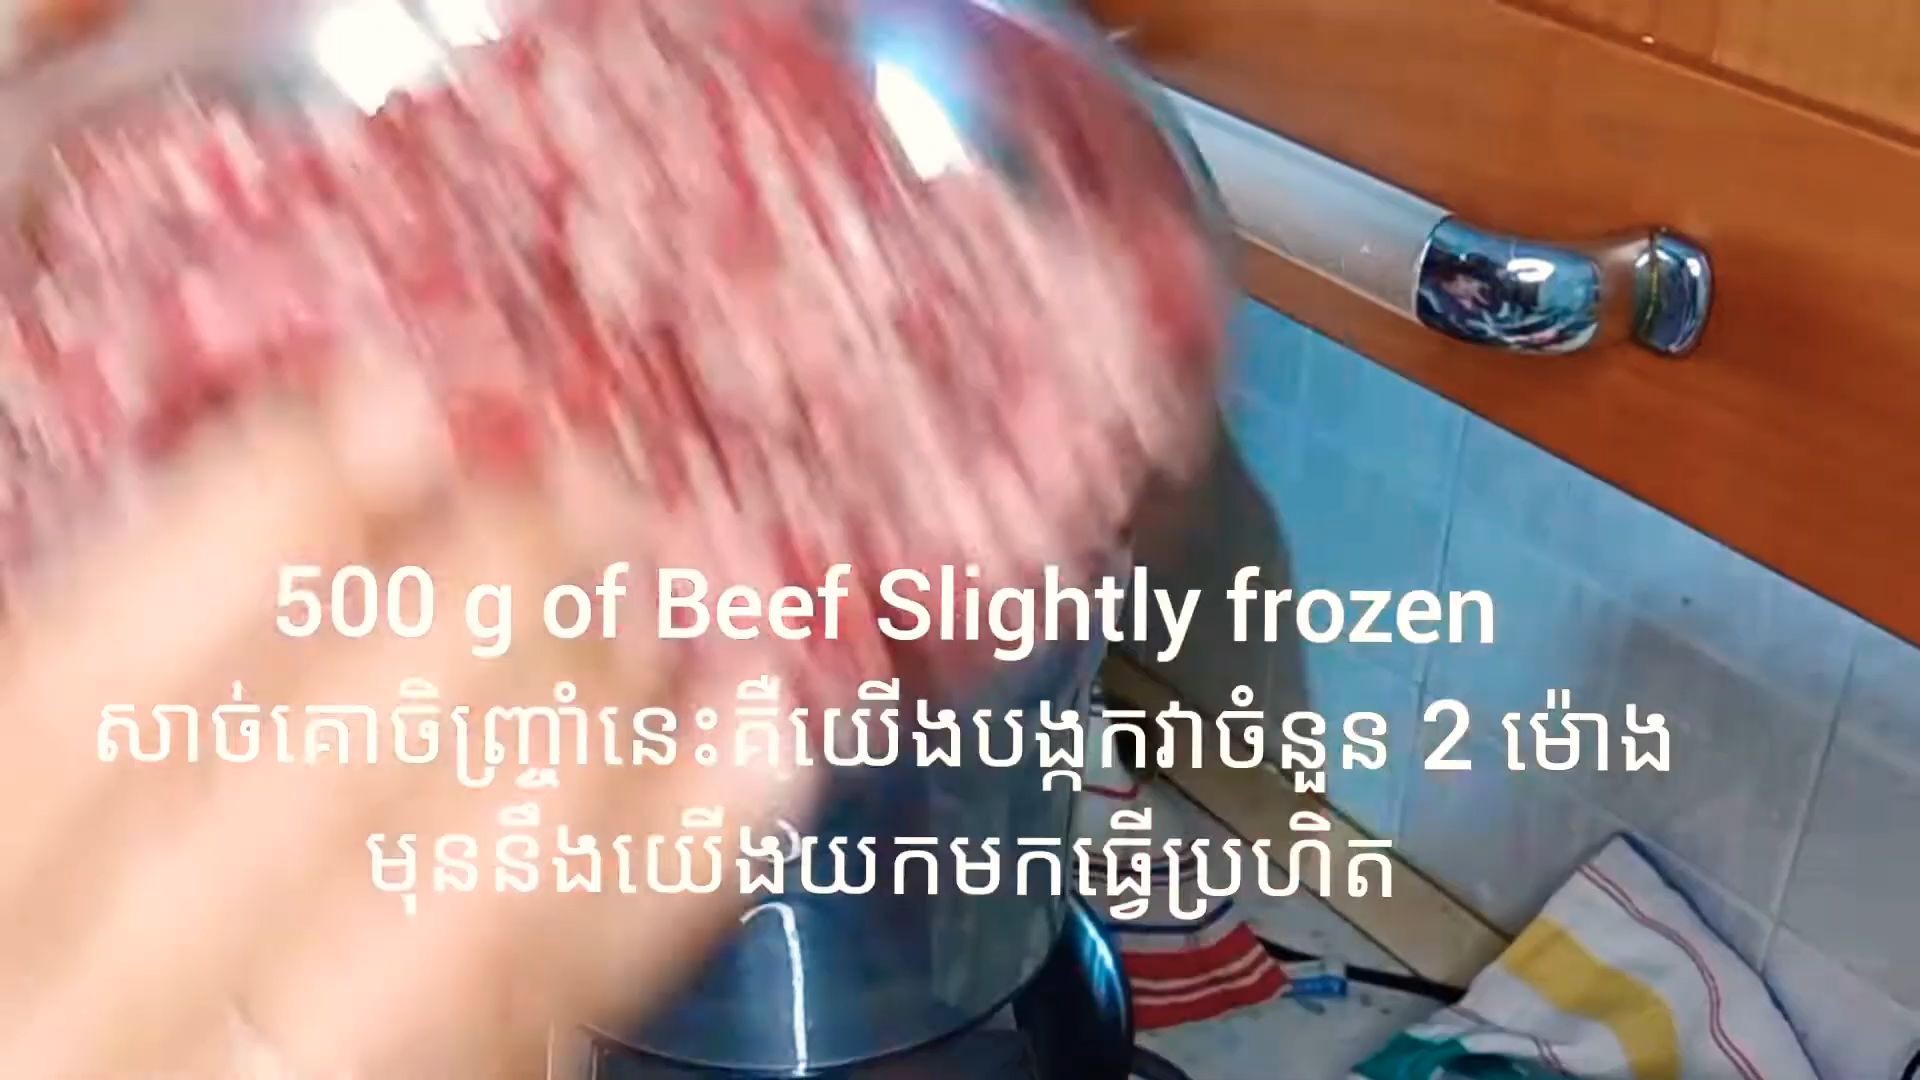 500 g of Beef Slightly frozen
សាច់គោចិញ្ច្រាំនេះគឺយើងបង្កកវាចំនួន 2 ម៉ោង
មុននឹងយើងយកមកធ្វើប្រហិត